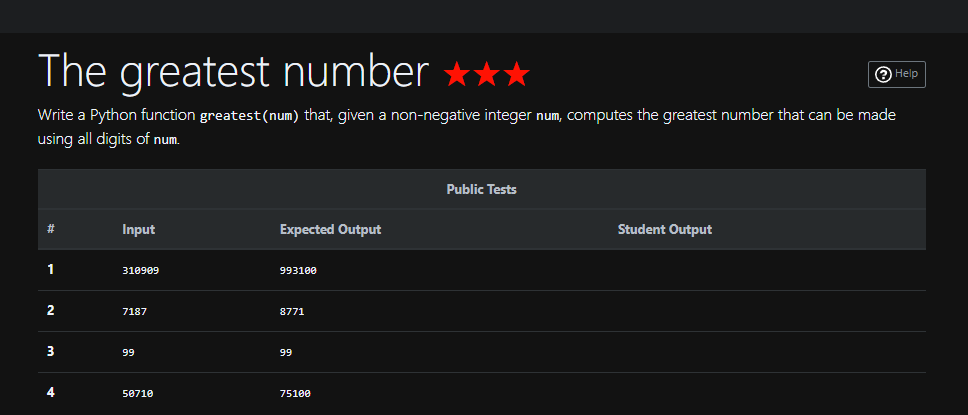 The greatest number ★★★
? Help
Write a Python function greatest(num) that, given a non-negative integer num, computes the greatest number that can be made
using all digits of num.
Public Tests
# Input Expected Output Student Output
1 310909 993100
2 7187 8771
3 99 99
4 50710 75100